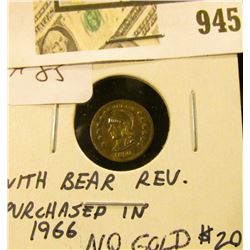 945
85
WITH BEAR REV.
PURCHASED IN
1966
NO GOLD $20